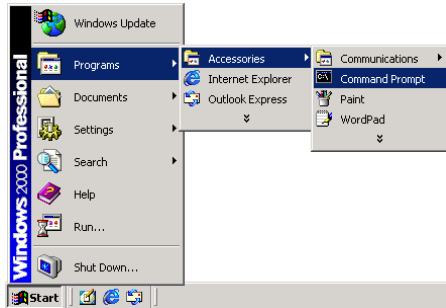 Windows 2000 Professional
Windows Update
Programs
Documents
Settings
Search
Help
Run...
Shut Down...
Accessories
Internet Explorer
Outlook Express
Communications
Command Prompt
Paint
WordPad
Start